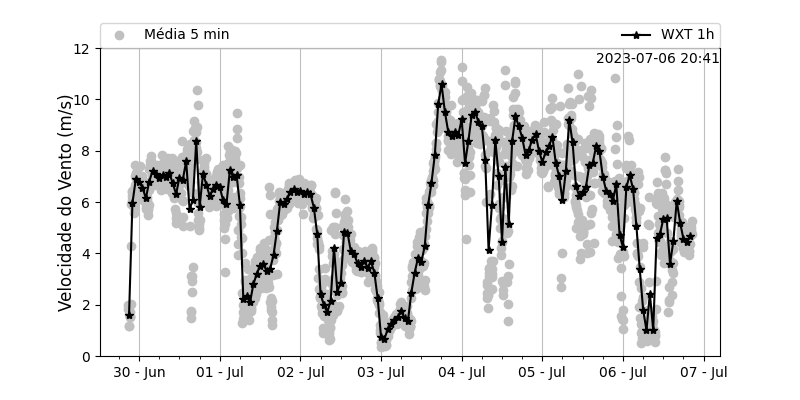 Média 5 min
WXT 1h
2023-07-06 20:41
Velocidade do Vento (m/s)
12
10
8
6
4
2
0
30 - Jun
01 - Jul
02 - Jul
03 - Jul
04 - Jul
05 - Jul
06 - Jul
07 - Jul